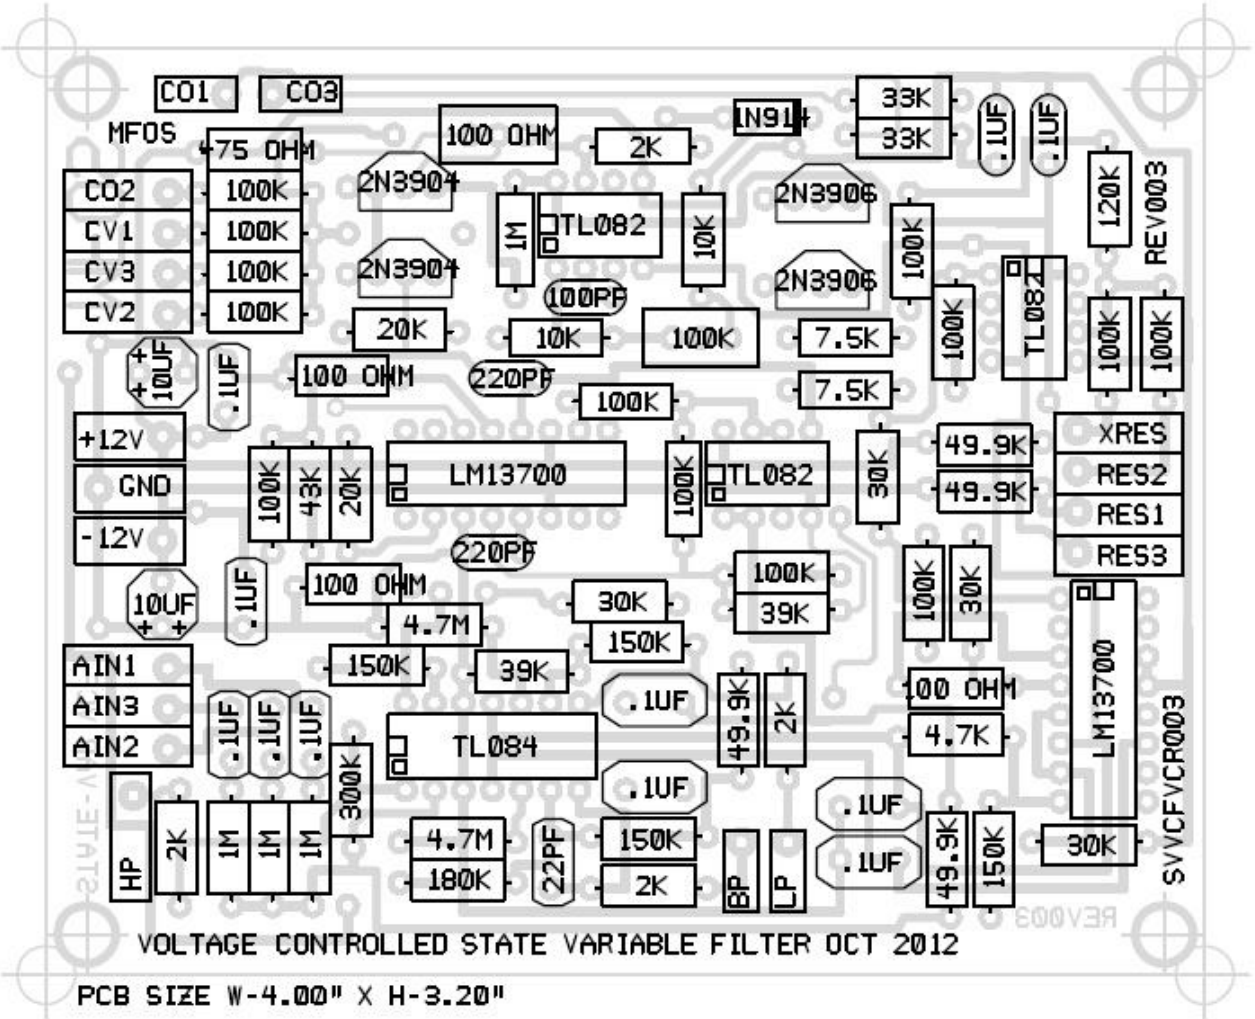 CO1
CO3
MFOS
475 OHM
100 OHM
2K
1N914
33K
33K
.1UF
.1UF
120K
REV003
CO2
100K
2N3904
1M
TL082
10K
2N3906
100K
CV1
100K
CV3
100K
2N3904
100PF
2N3906
TL082
CV2
100K
20K
10K
100K
7.5K
100K
100K
100K
10UF
++
.1UF
100 OHM
220PF
100K
7.5K
+12V
GND
-12V
100K
43K
20K
LM13700
100K
TL082
30K
49.9K
49.9K
XRES
RES2
RES1
RES3
220PF
10UF
++
.1UF
100 OHM
4.7M
30K
150K
100K
39K
100K
30K
LM13700
AIN1
AIN3
AIN2
150K
39K
.1UF
49.9K
2K
100 OHM
4.7K
.1UF
.1UF
.1UF
300K
TL084
.1UF
SVVCFVCR003
HP
2K
1M
1M
1M
4.7M
180K
22PF
150K
2K
BP
LP
.1UF
.1UF
49.9K
150K
30K
REV003
VOLTAGE CONTROLLED STATE VARIABLE FILTER OCT 2012
PCB SIZE W-4.00" X H-3.20"